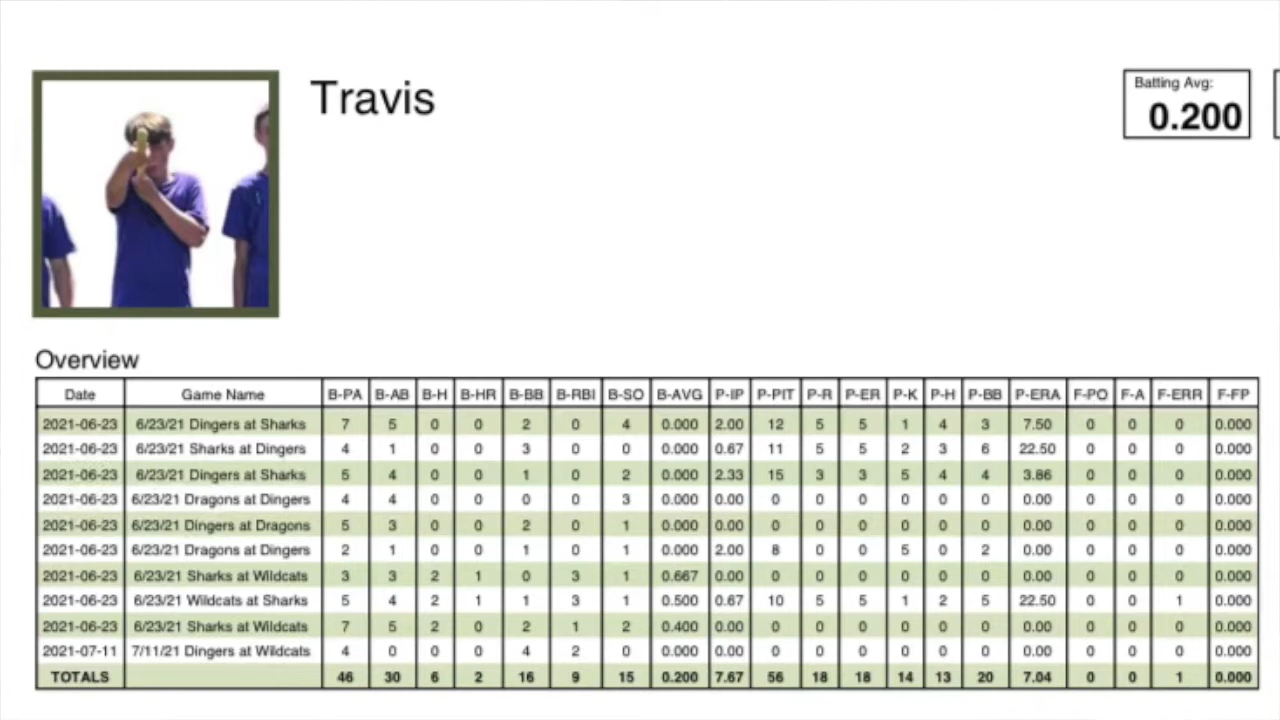 Travis
Batting Avg:
0.200
Overview
Date Game Name B-PA B-AB B-H B-HR B-BB B-RBI B-SO B-AVG P-IP P-PIT P-R P-ER P-K P-H P-BB P-ERA F-PO F-A F-ERR F-FP
2021-06-23 6/23/21 Dingers at Sharks 7 5 0 0 2 0 4 0.000 2.00 12 5 5 1 4 3 7.50 0 0 0 0.000
2021-06-23 6/23/21 Sharks at Dingers 4 1 0 0 3 0 0 0.000 0.67 11 5 5 2 3 6 22.50 0 0 0 0.000
2021-06-23 6/23/21 Dingers at Sharks 5 4 0 0 1 0 2 0.000 2.33 15 3 3 5 4 4 3.86 0 0 0 0.000
2021-06-23 6/23/21 Dragons at Dingers 4 4 0 0 0 0 3 0.000 0.00 0 0 0 0 0 0 0.00 0 0 0 0.000
2021-06-23 6/23/21 Dingers at Dragons 5 3 0 0 2 0 1 0.000 0.00 0 0 0 0 0 0 0.00 0 0 0 0.000
2021-06-23 6/23/21 Dragons at Dingers 2 1 0 0 1 0 1 0.000 2.00 8 0 0 5 0 2 0.00 0 0 0 0.000
2021-06-23 6/23/21 Sharks at Wildcats 3 3 2 1 0 3 1 0.667 0.00 0 0 0 0 0 0 0.00 0 0 0 0.000
2021-06-23 6/23/21 Wildcats at Sharks 5 4 2 1 1 3 1 0.500 0.67 10 5 5 1 2 5 22.50 0 0 1 0.000
2021-06-23 6/23/21 Sharks at Wildcats 7 5 2 0 2 1 2 0.400 0.00 0 0 0 0 0 0 0.00 0 0 0 0.000
2021-07-11 7/11/21 Dingers at Wildcats 4 0 0 0 4 2 0 0.000 0.00 0 0 0 0 0 0 0.00 0 0 0 0.000
TOTALS 46 30 6 2 16 9 15 0.200 7.67 56 18 18 14 13 20 7.04 0 0 1 0.000